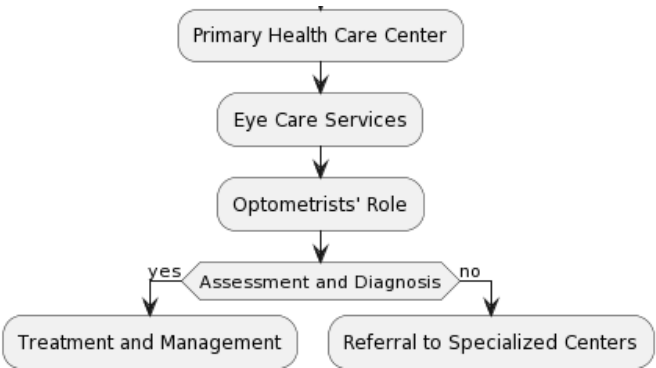 Primary Health Care Center
Eye Care Services
Optometrists' Role
yes
Assessment and Diagnosis
no
Treatment and Management
Referral to Specialized Centers